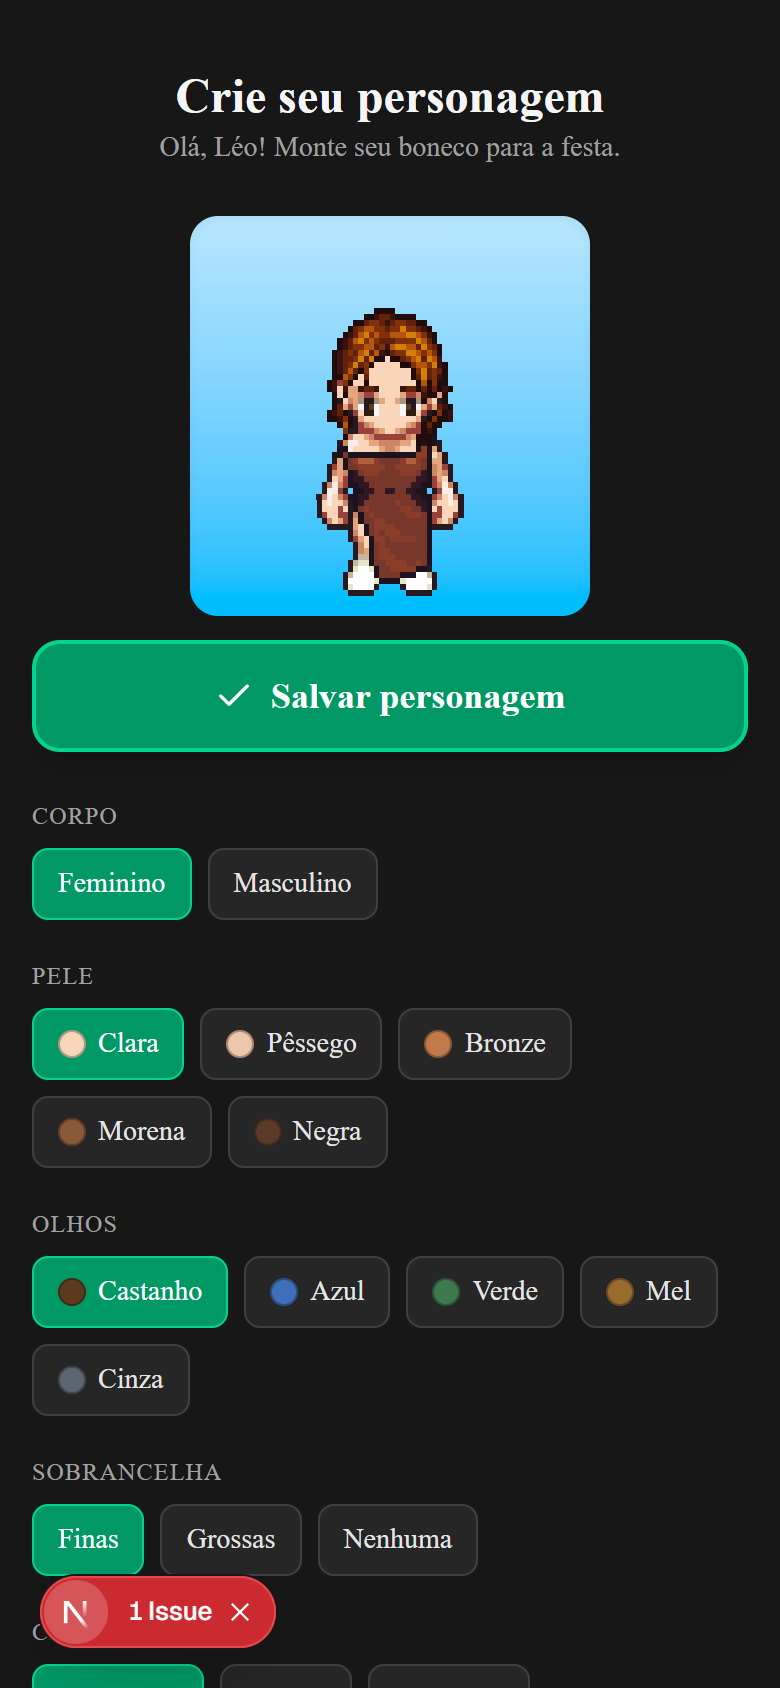 Crie seu personagem
Olá, Léo! Monte seu boneco para a festa.
Salvar personagem
CORPO
Feminino Masculino
PELE
Clara Pêssego Bronze
Morena Negra
OLHOS
Castanho Azul Verde Mel
Cinza
SOBRANCELHA
Finas Grossas Nenhuma
N 1 Issue
C